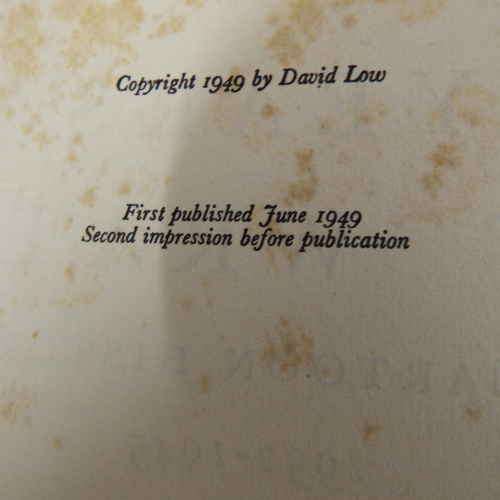 Copyright 1949 by David Low
First published June 1949
Second impression before publication